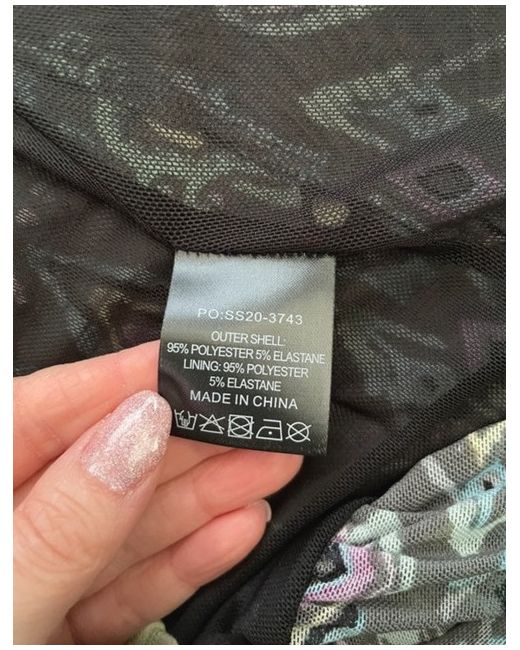 PO:SS20-3743
OUTER SHELL:
95% POLYESTER 5% ELASTANE
LINING: 95% POLYESTER
5% ELASTANE
MADE IN CHINA